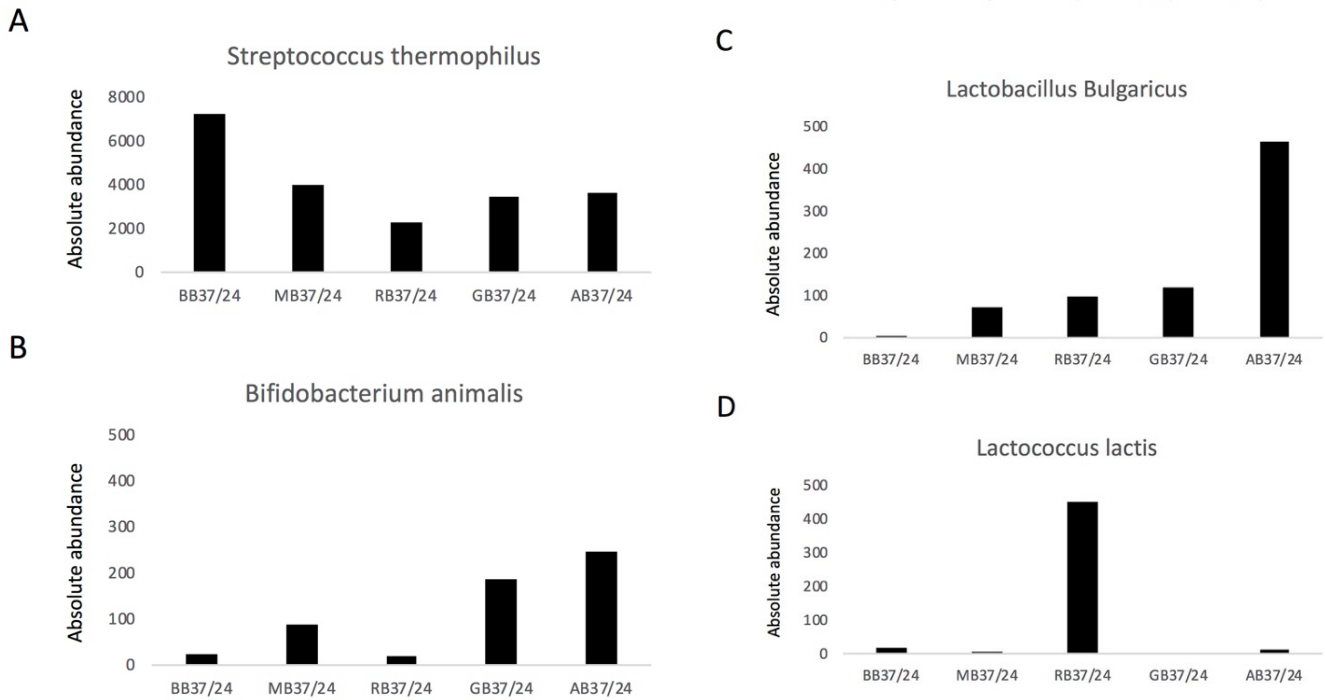 A
Streptococcus thermophilus
Absolute abundance
8000
6000
4000
2000
0
BB37/24 MB37/24 RB37/24 GB37/24 AB37/24
B
Bifidobacterium animalis
Absolute abundance
500
400
300
200
100
0
BB37/24 MB37/24 RB37/24 GB37/24 AB37/24
C
Lactobacillus Bulgaricus
Absolute abundance
500
400
300
200
100
0
BB37/24 MB37/24 RB37/24 GB37/24 AB37/24
D
Lactococcus lactis
Absolute abundance
500
400
300
200
100
0
BB37/24 MB37/24 RB37/24 GB37/24 AB37/24